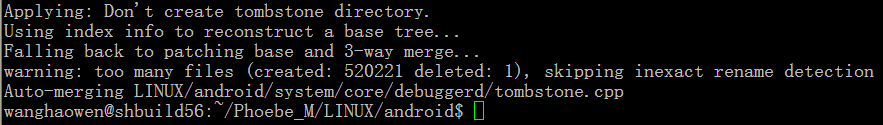 Applying: Don't create tombstone directory.
Using index info to reconstruct a base tree...
Falling back to patching base and 3-way merge...
warning: too many files (created: 520221 deleted: 1), skipping inexact rename detection
Auto-merging LINUX/android/system/core/debuggerd/tombstone.cpp
wanghaowen@shbuild56:~/Phoebe_M/LINUX/android$